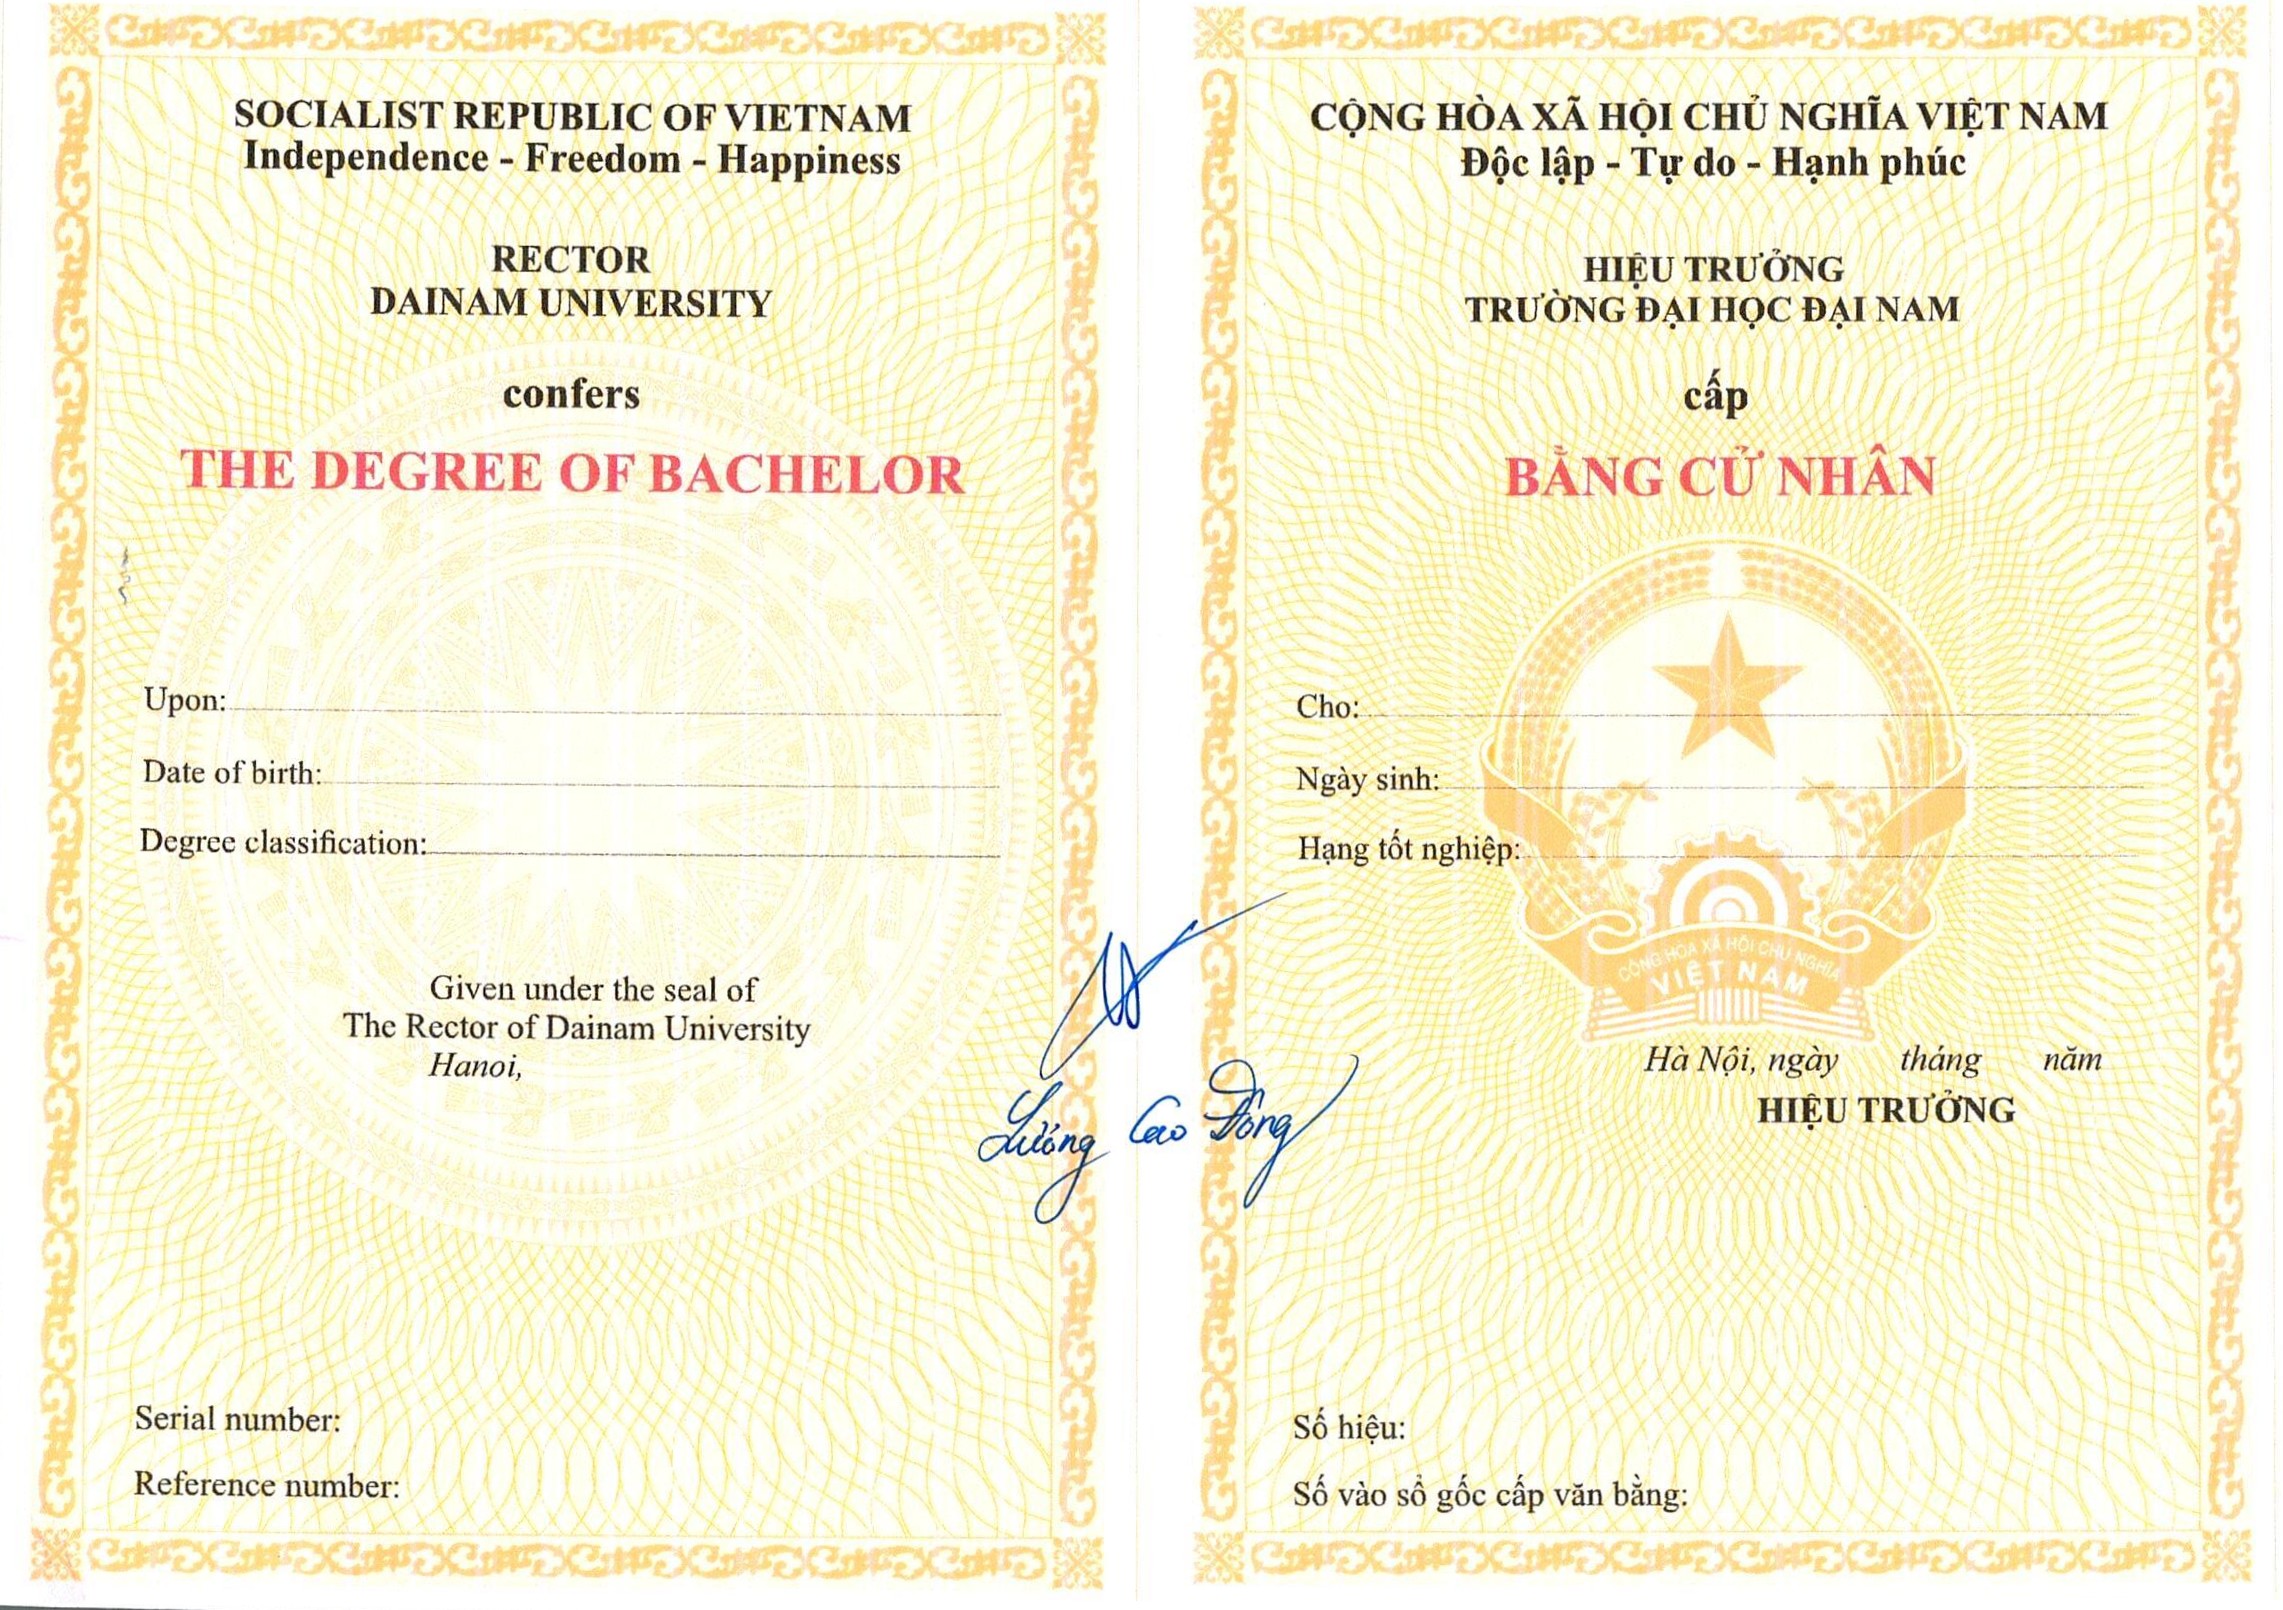 SOCIALIST REPUBLIC OF VIETNAM
Independence - Freedom - Happiness
RECTOR
DAINAM UNIVERSITY
confers
THE DEGREE OF BACHELOR
Upon:
Date of birth:
Degree classification:
Given under the seal of
The Rector of Dainam University
Hanoi,
Serial number:
Reference number:
Lương Cao Đông
CỘNG HÒA XÃ HỘI CHỦ NGHĨA VIỆT NAM
Độc lập - Tự do - Hạnh phúc
HIỆU TRƯỞNG
TRƯỜNG ĐẠI HỌC ĐẠI NAM
cấp
BẰNG CỬ NHÂN
Cho:
Ngày sinh:
Hạng tốt nghiệp:
CỘNG HÒA XÃ HỘI CHỦ NGHĨA
VIỆT NAM
Hà Nội, ngày tháng năm
HIỆU TRƯỞNG
Số hiệu:
Số vào sổ gốc cấp văn bằng: